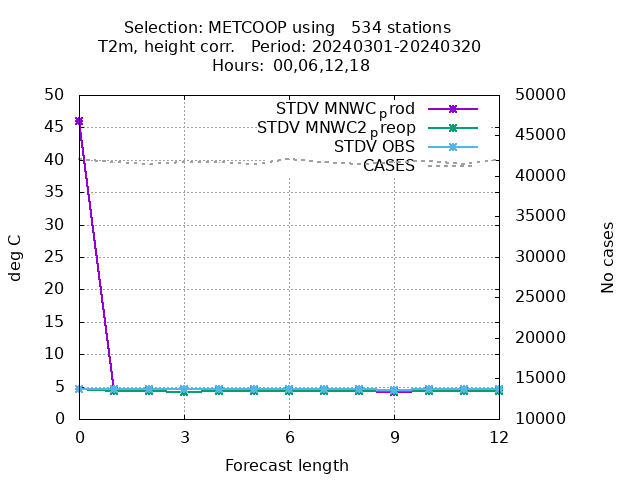 Selection: METCOOP using   534 stations
T2m, height corr.   Period: 20240301-20240320
Hours:  00,06,12,18
50 50000
STDV MNWCprod
45 45000
STDV MNWC2preop
STDV OBS
40 40000
CASES
35 35000
30 30000
25 25000
20 20000
15
10 15000
5
0 10000
0 3 6 9 12
deg C
No cases
Forecast length